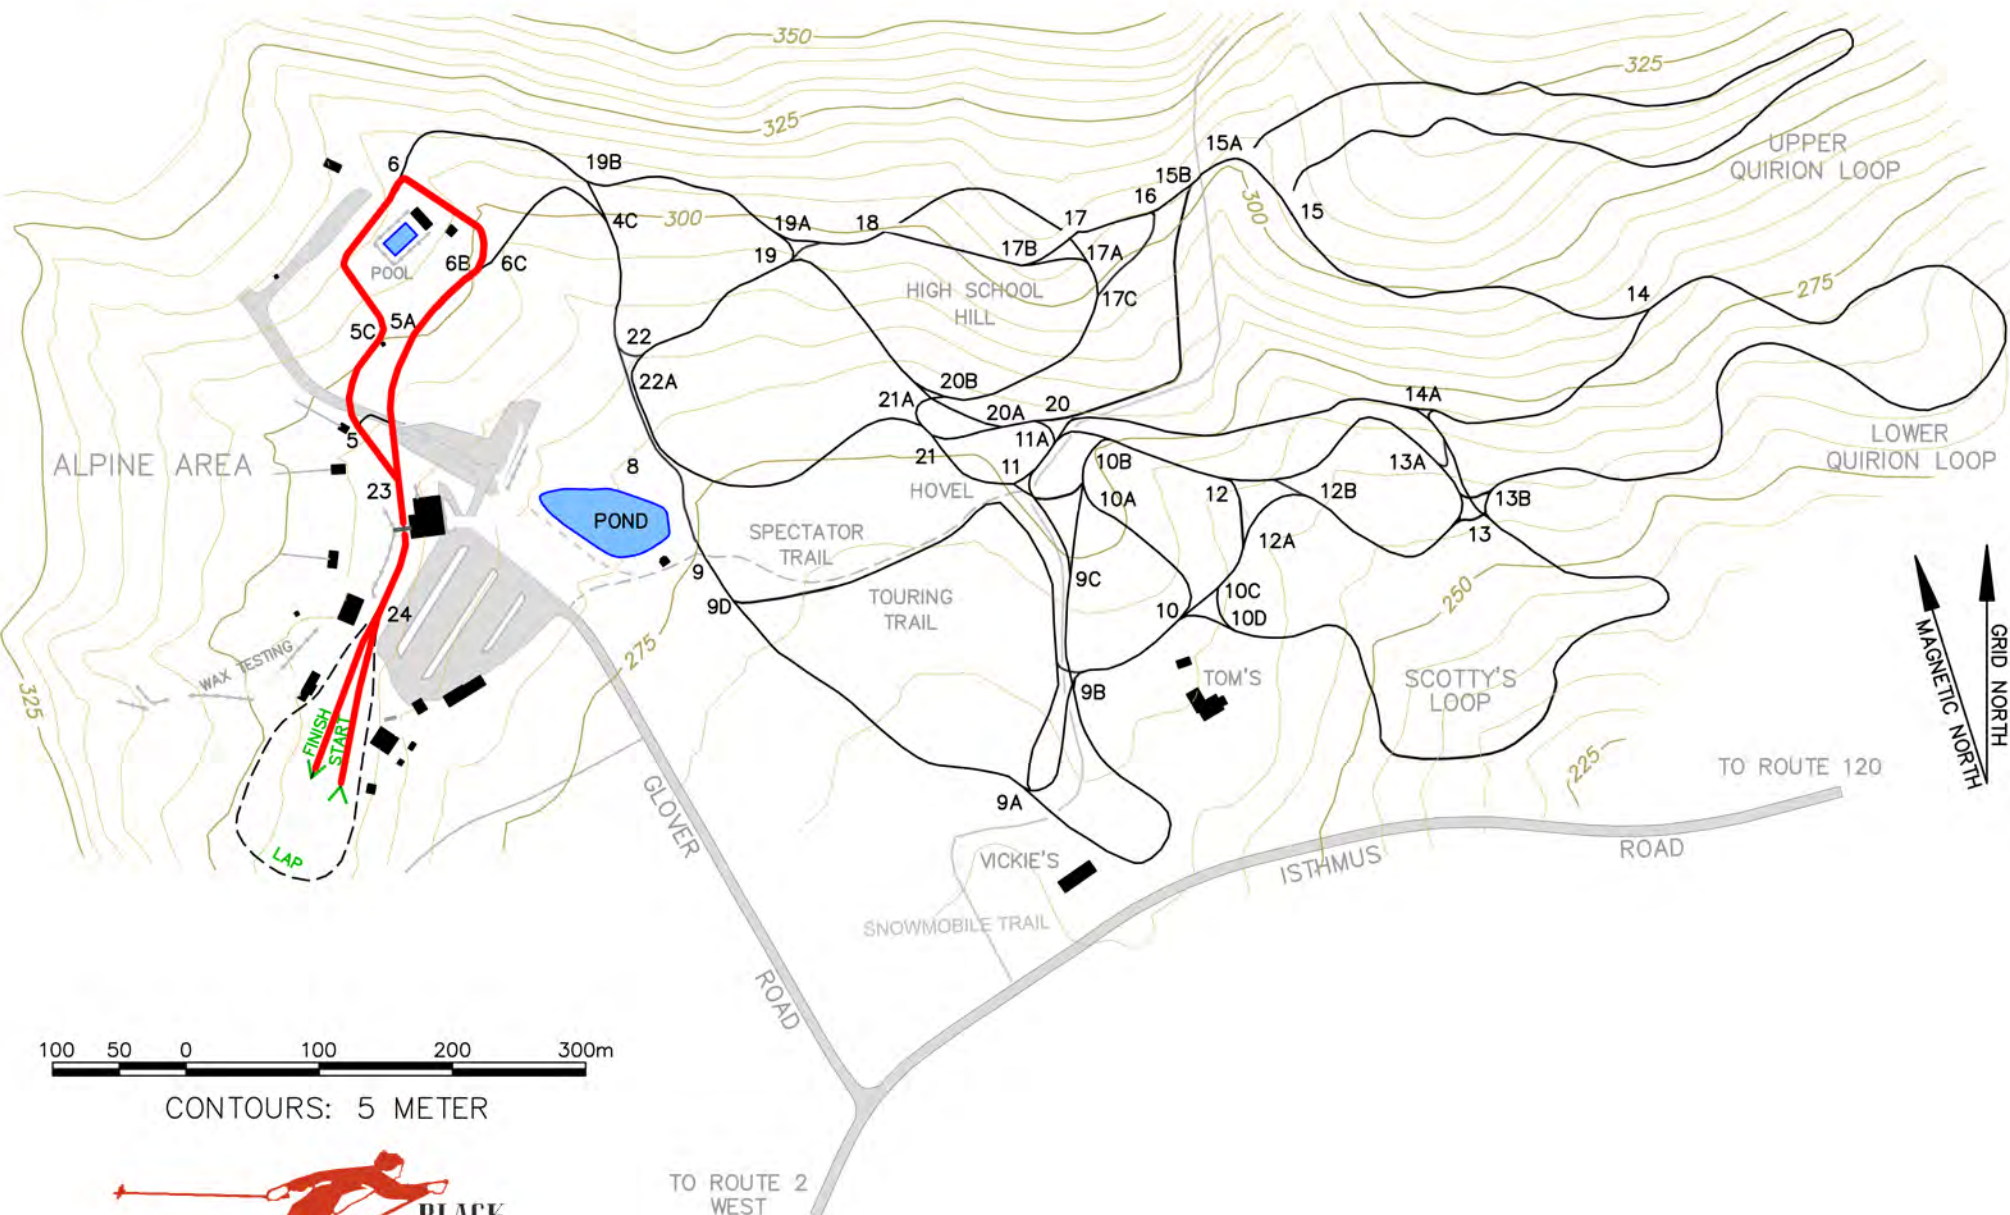 350
325
325
6
19B
15A
UPPER
QUIRION LOOP
15B
16
4C
300
19A
18
17
300
15
POOL
6B
6C
19
17B
17A
HIGH SCHOOL
HILL
17C
14
275
5C
5A
22
22A
20B
21A
20A
20
14A
5
11A
LOWER
QUIRION LOOP
ALPINE AREA
8
21
11
10B
13A
23
HOVEL
10A
12
12B
13B
POND
SPECTATOR
TRAIL
13
12A
9
9C
250
TOURING
TRAIL
10C
24
9D
10
10D
275
WAX TESTING
325
9B
TOM'S
SCOTTY'S
LOOP
MAGNETIC NORTH
GRID NORTH
FINISH
START
225
TO ROUTE 120
GLOVER
9A
LAP
VICKIE'S
ISTHMUS
ROAD
SNOWMOBILE TRAIL
ROAD
100 50 0 100 200 300m
CONTOURS: 5 METER
TO ROUTE 2
WEST
BLACK